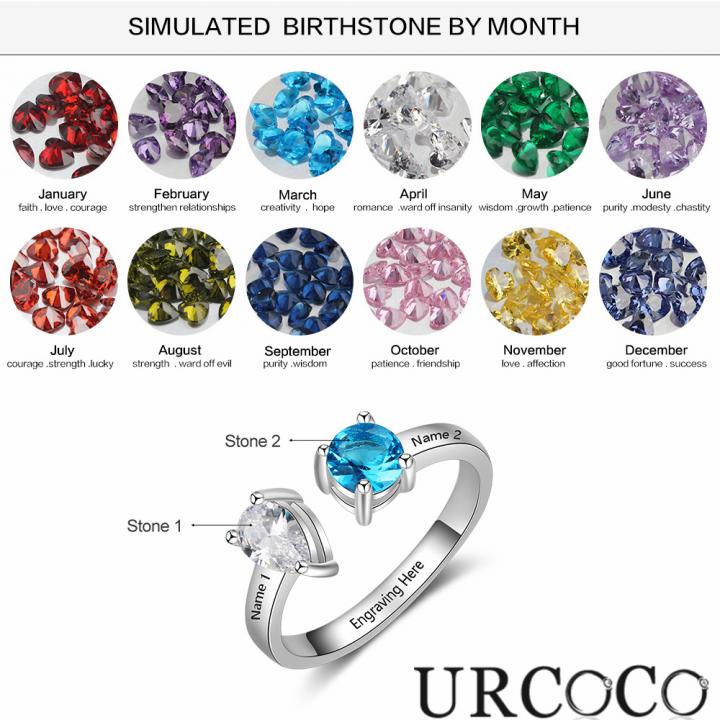 SIMULATED BIRTHSTONE BY MONTH
January
faith . love . courage
February
strengthen relationships
March
creativity . hope
April
romance .ward off insanity
May
wisdom .growth .patience
June
purity .modesty .chastity
July
courage .strength .lucky
August
strength . ward off evil
September
purity .wisdom
October
patience . friendship
November
love . affection
December
good fortune . success
Stone 2
Name 2
Stone 1
Name 1
Engraving Here
URCOCO